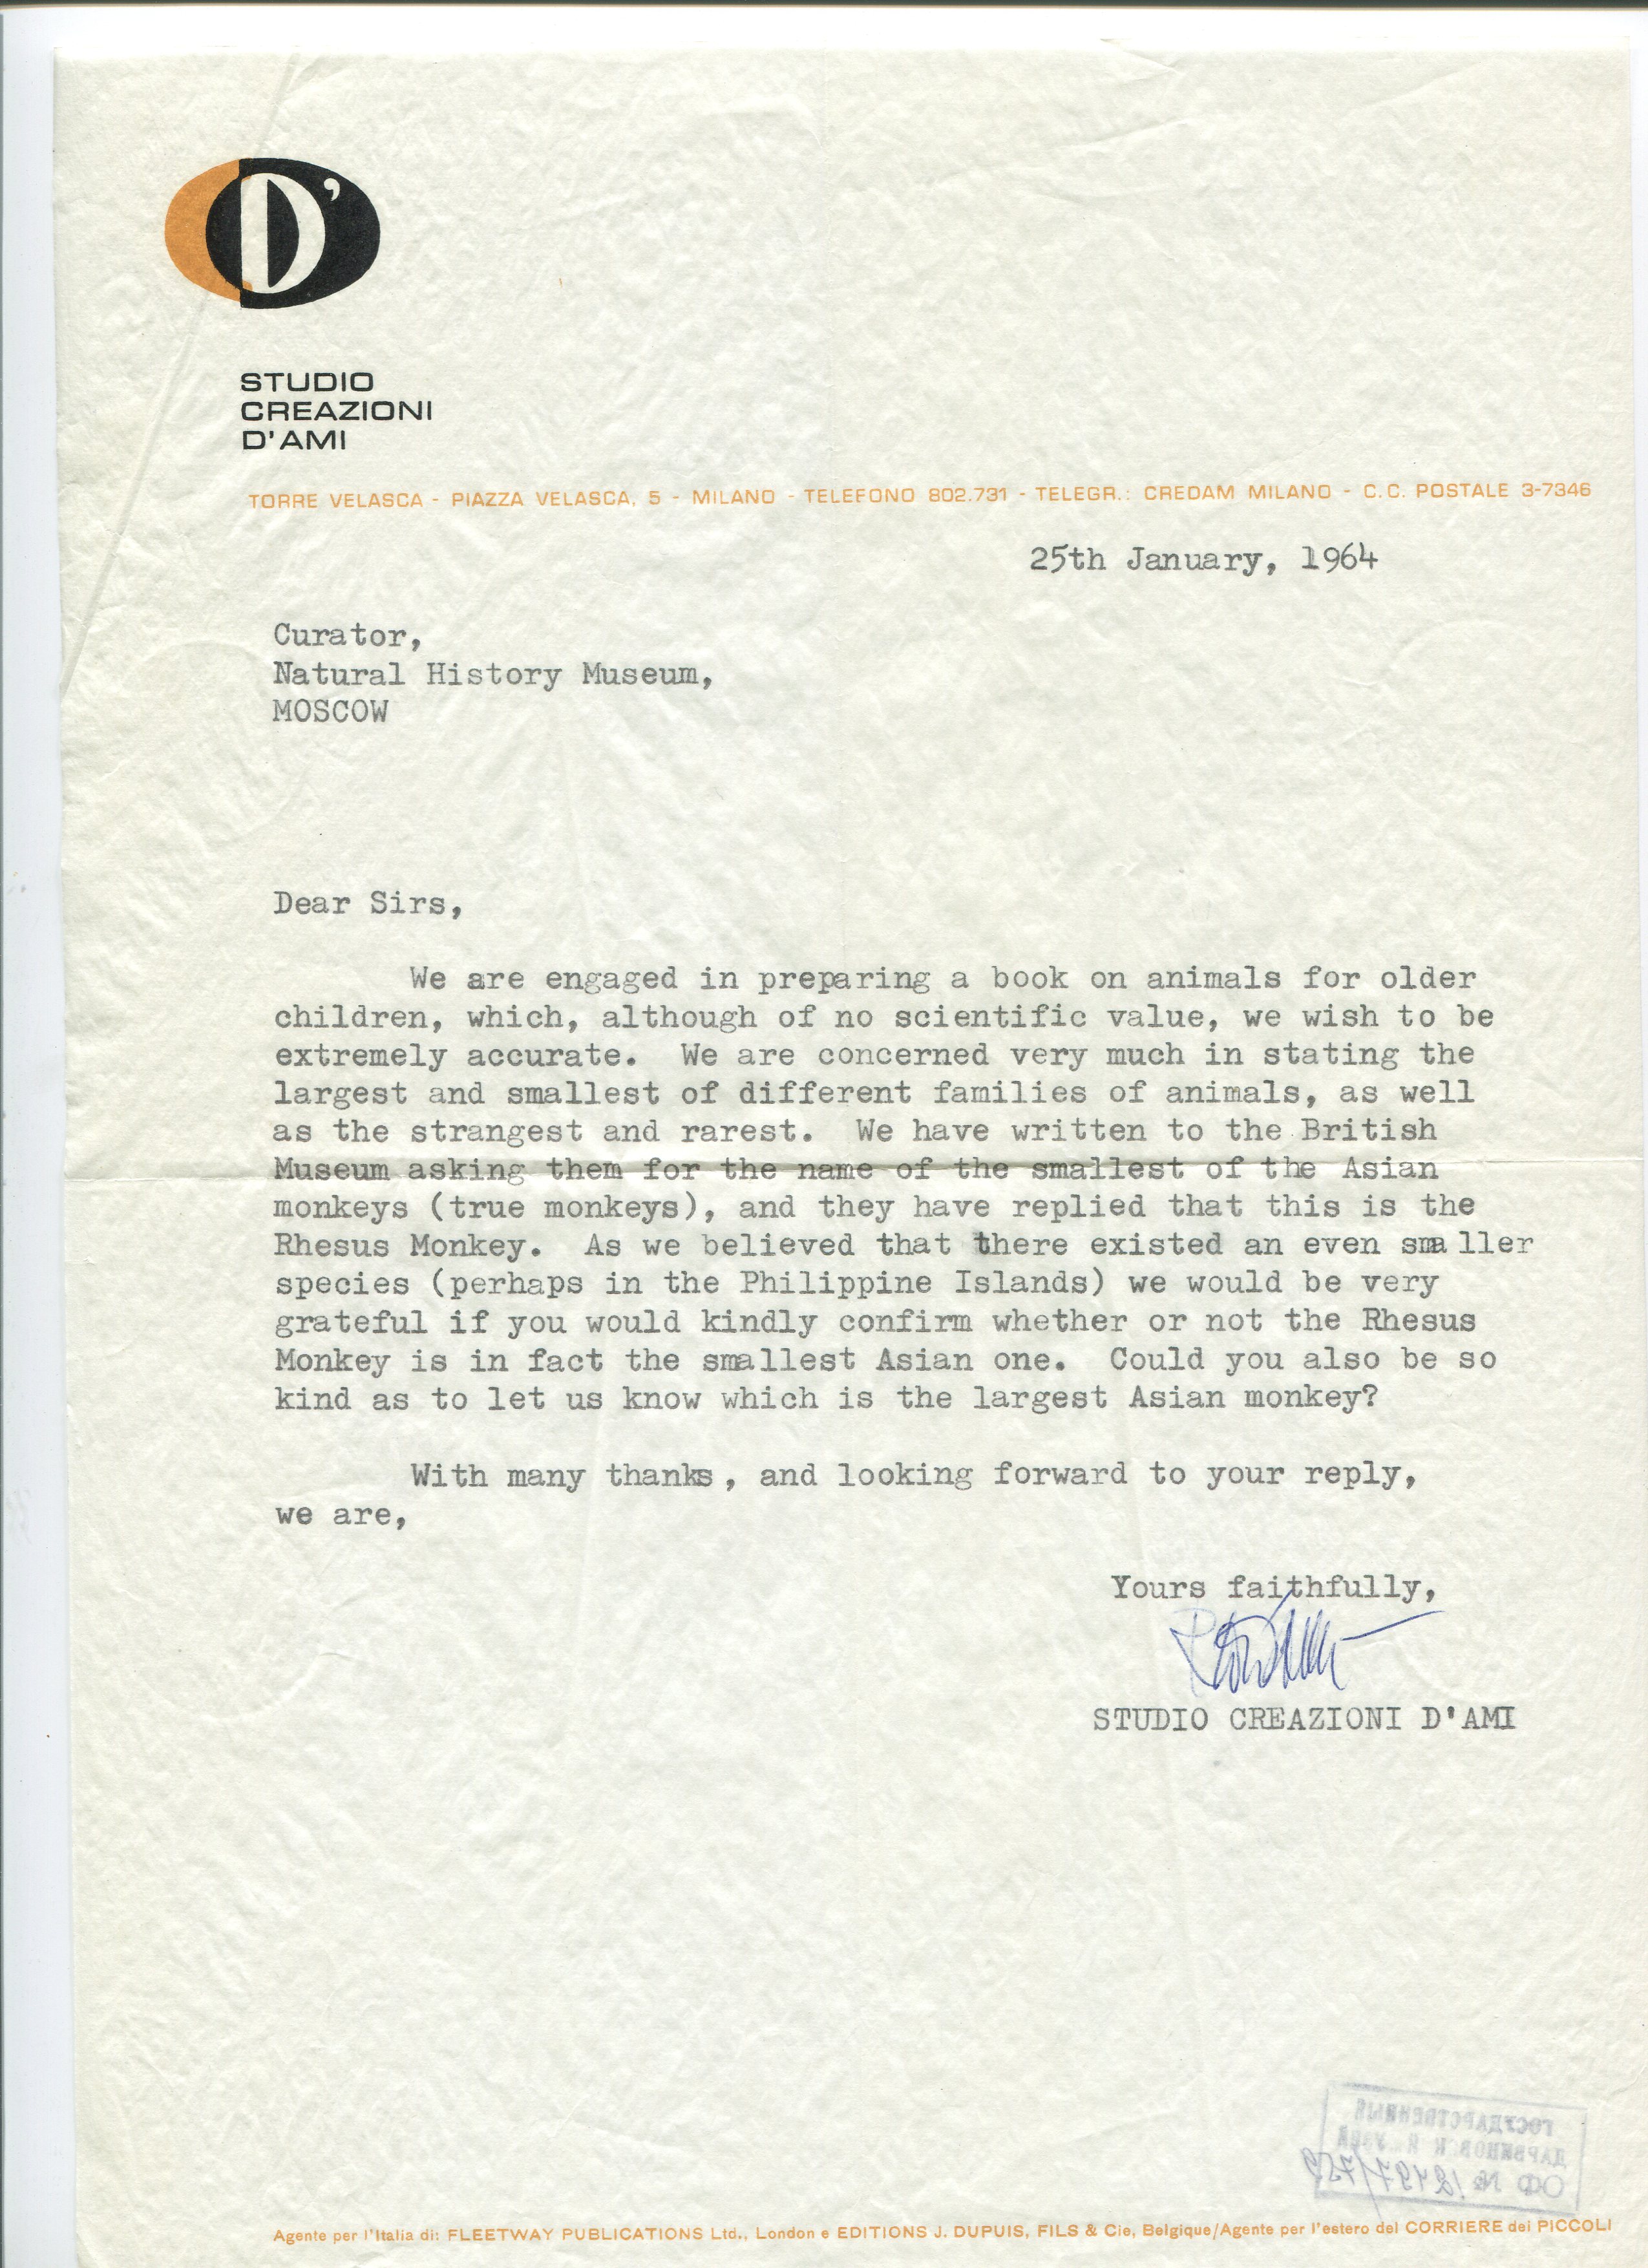 D'
STUDIO
CREAZIONI
D'AMI
TORRE VELASCA - PIAZZA VELASCA, 5 - MILANO - TELEFONO 802.731 - TELEGR.: CREDAM MILANO - C.C. POSTALE 3-7346
25th January, 1964
Curator,
Natural History Museum,
MOSCOW
Dear Sirs,
We are engaged in preparing a book on animals for older
children, which, although of no scientific value, we wish to be
extremely accurate. We are concerned very much in stating the
largest and smallest of different families of animals, as well
as the strangest and rarest. We have written to the British
Museum asking them for the name of the smallest of the Asian
monkeys (true monkeys), and they have replied that this is the
Rhesus Monkey. As we believed that there existed an even sma ller
species (perhaps in the Philippine Islands) we would be very
grateful if you would kindly confirm whether or not the Rhesus
Monkey is in fact the smallest Asian one. Could you also be so
kind as to let us know which is the largest Asian monkey?
With many thanks, and looking forward to your reply,
we are,
Yours faithfully,
STUDIO CREAZIONI D'AMI
ГОСУДАРСТВЕННЫЙ
ОФ № 12497/759
Agente per l'Italia di: FLEETWAY PUBLICATIONS Ltd., London e EDITIONS J. DUPUIS, FILS & Cie, Belgique/Agente per l'estero del CORRIERE dei PICCOLI